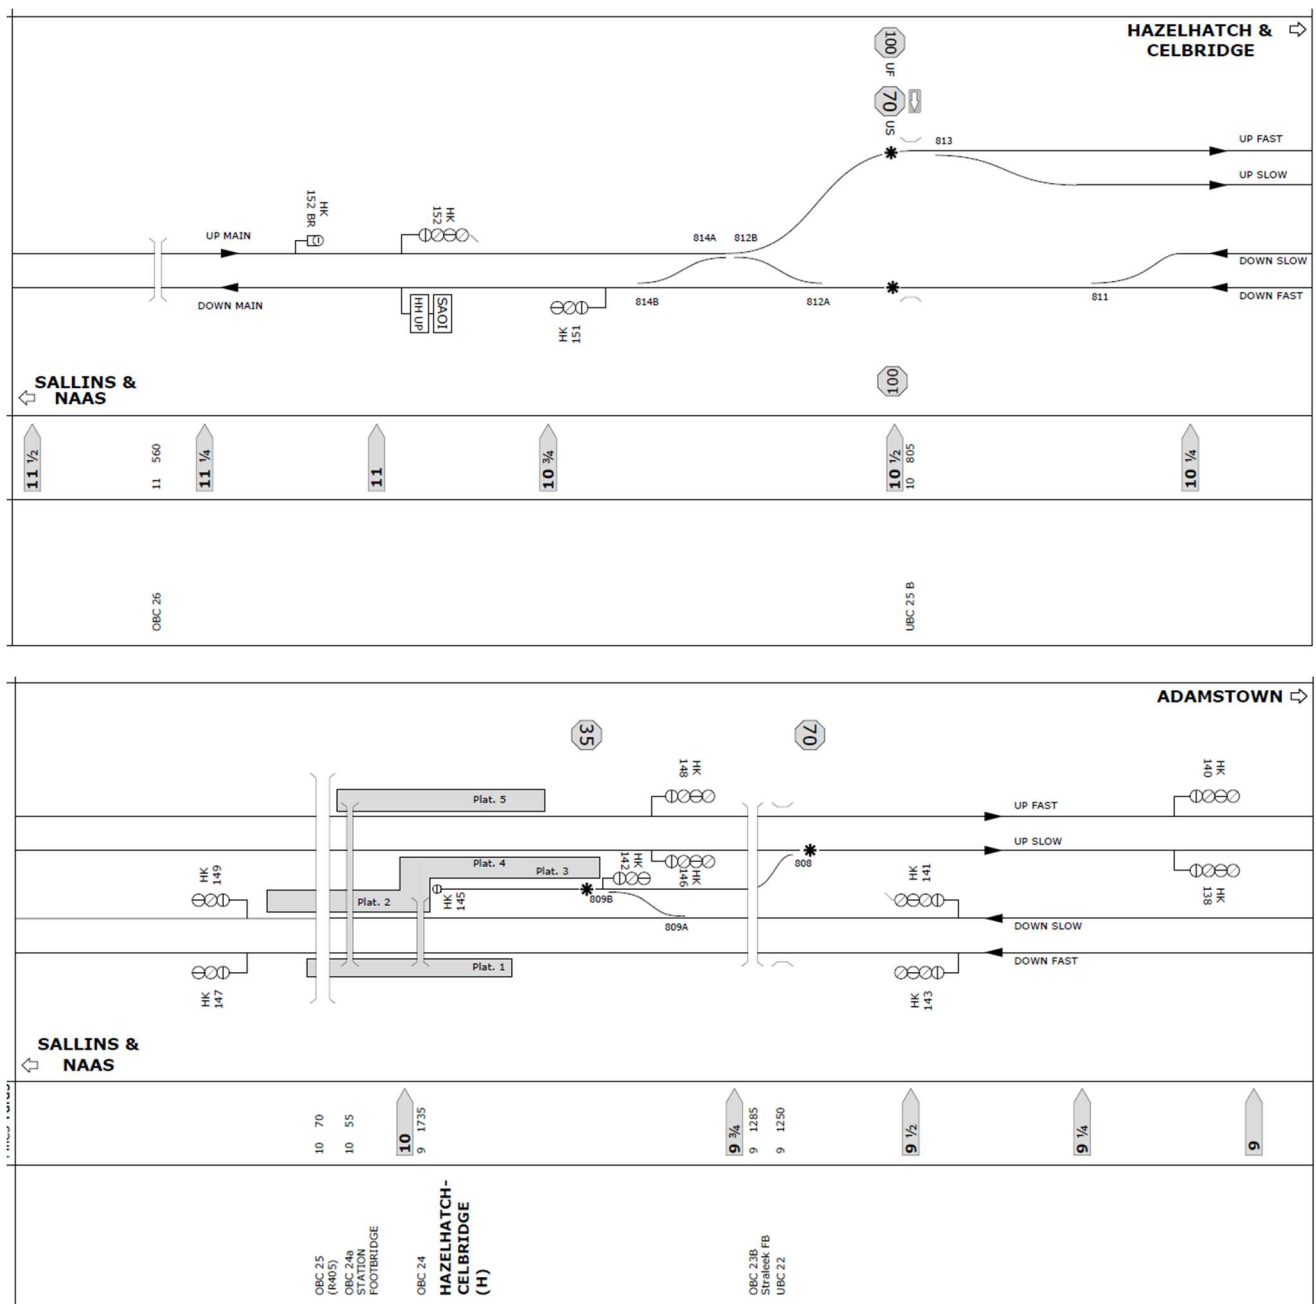 HAZELHATCH &
CELBRIDGE
100 UF
70 US
813
UP FAST
UP SLOW
HK
152 BR
HK
152
UP MAIN
814A
812B
DOWN SLOW
DOWN MAIN
HH UP
SAOI
HK
151
814B
812A
811
DOWN FAST
100
SALLINS &
NAAS
11 ½
11 560
11 ¼
11
10 ¾
10 ½
10 805
10 ¼
OBC 26
UBC 25 B
ADAMSTOWN
35
70
HK
148
HK
140
Plat. 5
UP FAST
UP SLOW
HK
149
Plat. 4
Plat. 3
HK
142
HK
146
808
HK
141
HK
138
Plat. 2
HK
145
809B
809A
DOWN SLOW
Plat. 1
DOWN FAST
HK
147
HK
143
SALLINS &
NAAS
10 70
10 55
10
9 1735
9 ¾
9 1285
9 1250
9 ½
9 ¼
9
OBC 25
(R405)
OBC 24a
STATION
FOOTBRIDGE
OBC 24
HAZELHATCH-
CELBRIDGE
(H)
OBC 23B
Straleek FB
UBC 22